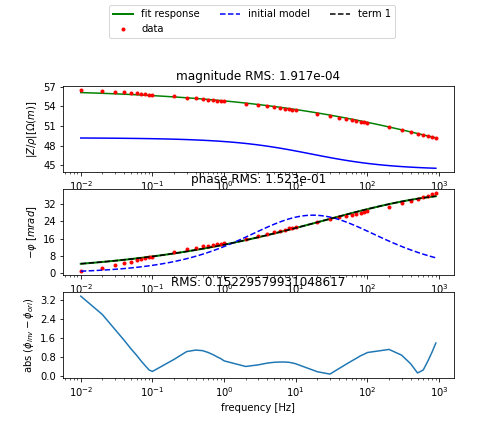 fit response initial model term 1
data
magnitude RMS: 1.917e-04
|Z/ρ|[Ω(m)]
57
54
51
48
45
10⁻² 10⁻¹ 10⁰ 10¹ 10² 10³
phase RMS: 1.523e-01
−φ [mrad]
32
24
16
8
0
10⁻² 10⁻¹ 10⁰ 10¹ 10² 10³
RMS: 0.15229579931048617
abs (ϕ_inv − ϕ_ori)
3.2
2.4
1.6
0.8
0.0
10⁻² 10⁻¹ 10⁰ 10¹ 10² 10³
frequency [Hz]